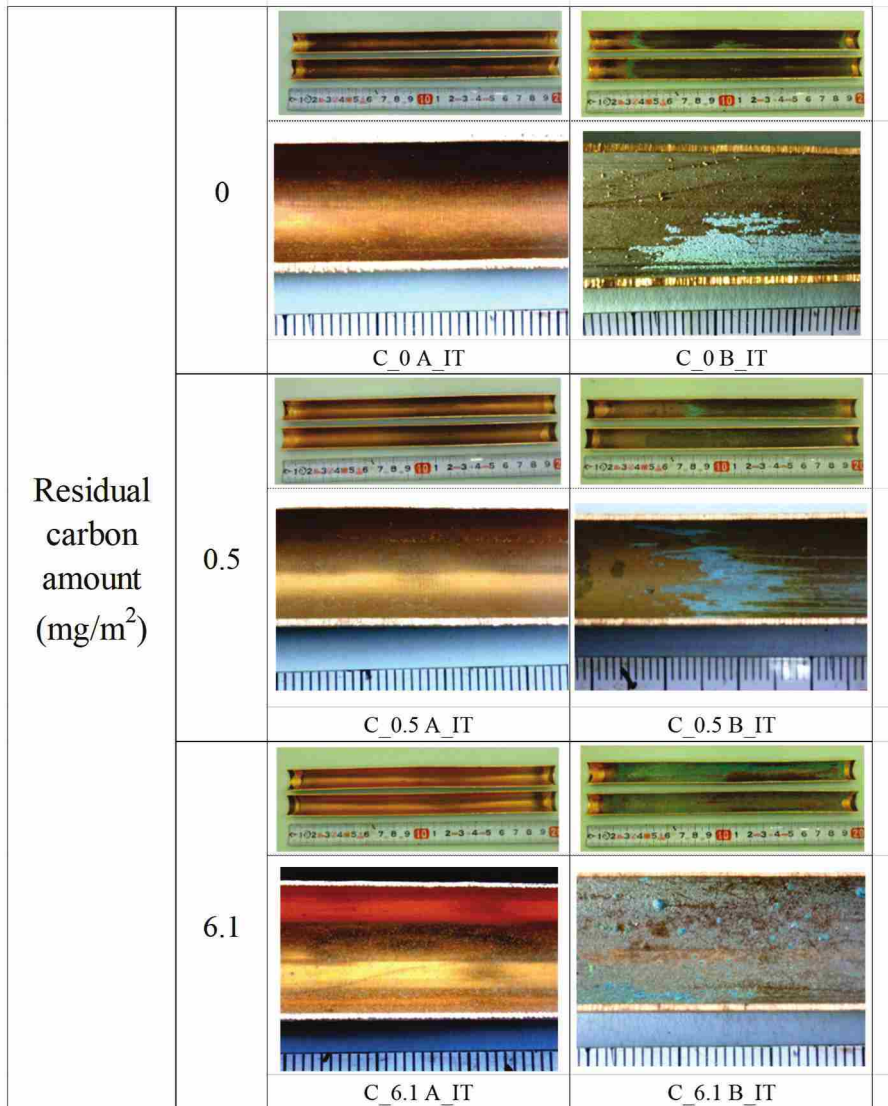 0
C_0 A_IT
C_0 B_IT
Residual
carbon
amount
(mg/m²)
0.5
C_0.5 A_IT
C_0.5 B_IT
6.1
C_6.1 A_IT
C_6.1 B_IT